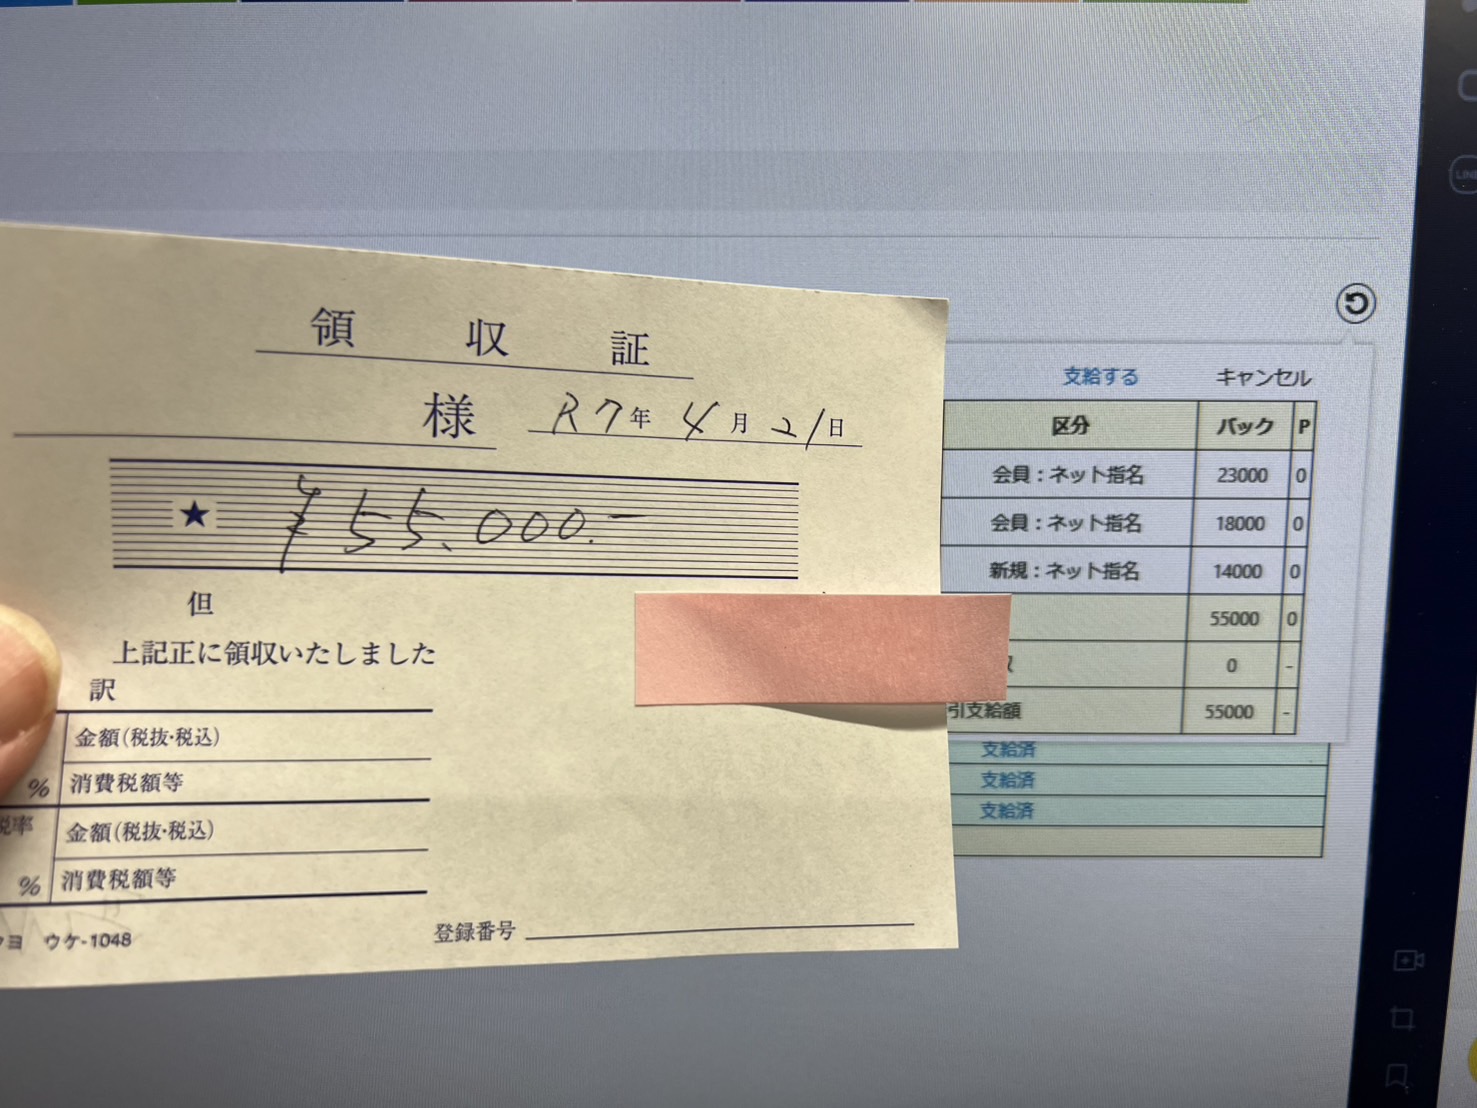 領収証
様 R7年4月21日
★ ¥55,000.-
但
上記正に領収いたしました
訳
金額(税抜・税込)
% 消費税額等
税率 金額(税抜・税込)
% 消費税額等
ヨ ウケ-1048
登録番号
支給する キャンセル
区分 バック P
会員：ネット指名 23000 0
会員：ネット指名 18000 0
新規：ネット指名 14000 0
55000 0
0 -
引支給額 55000 -
支給済
支給済
支給済
LINE